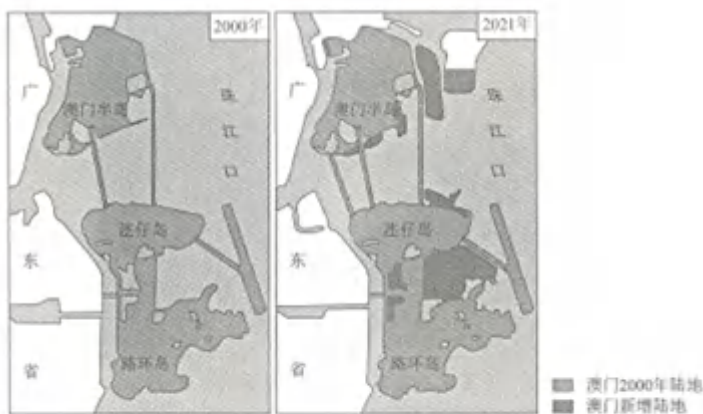 2000年
广
东
省
澳门半岛
珠
江
口
氹仔岛
路环岛
2021年
广
东
省
澳门半岛
珠
江
口
氹仔岛
路环岛
澳门2000年陆地
澳门新增陆地